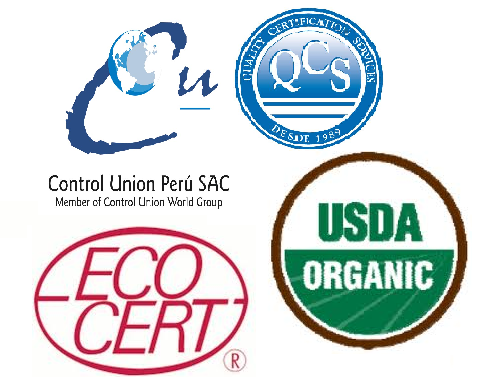 Cu
Control Union Perú SAC
Member of Control Union World Group
QUALITY CERTIFICATION SERVICES
QCS
DESDE 1989
ECO
CERT
®
USDA
ORGANIC